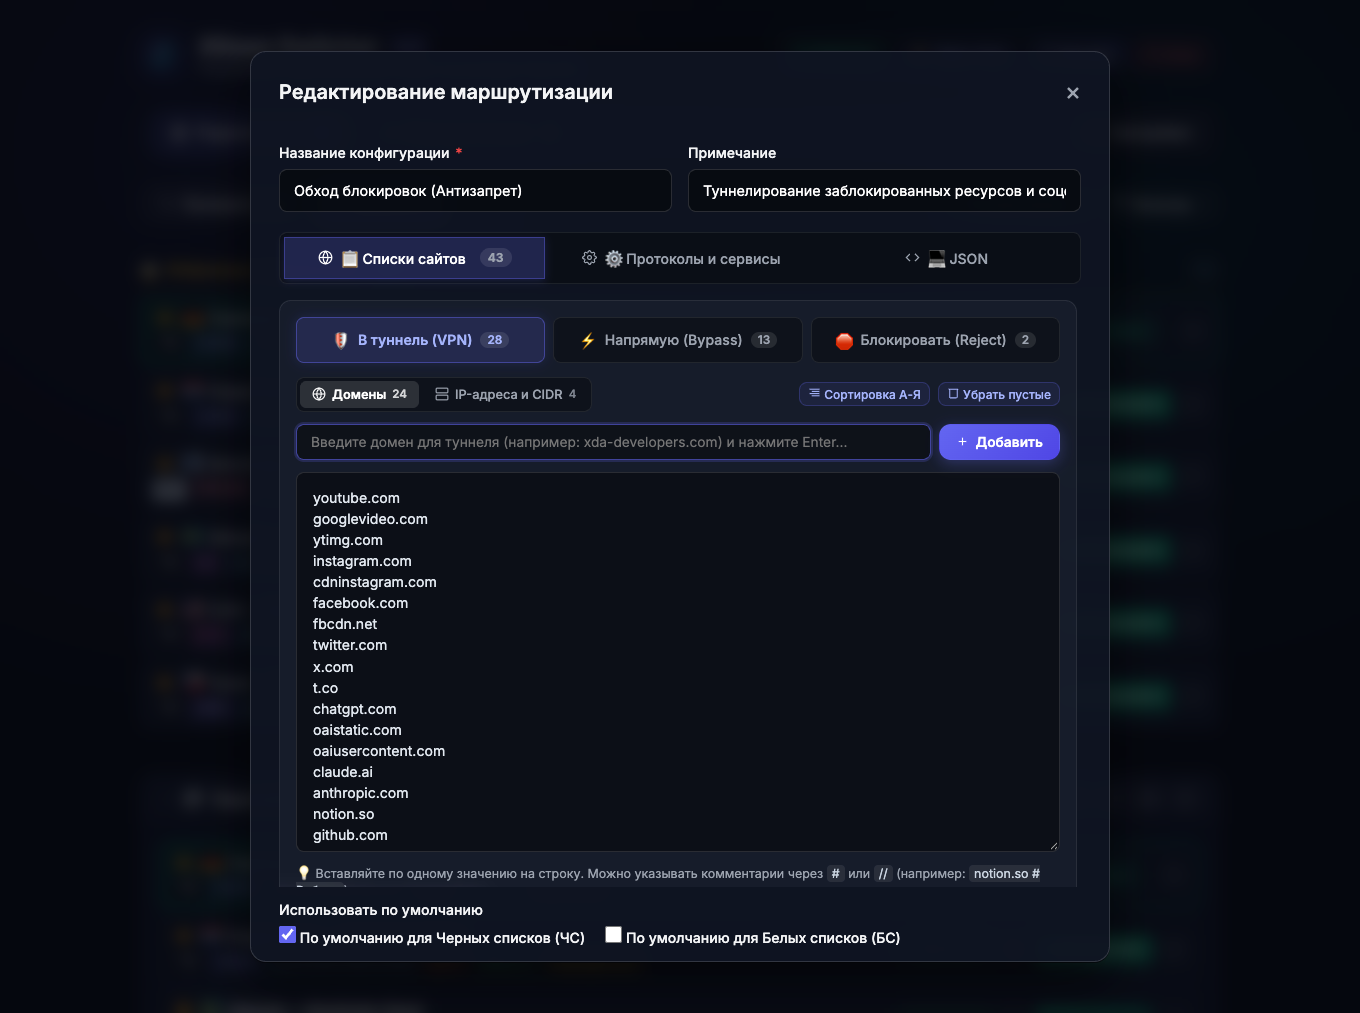 Редактирование маршрутизации
×
Название конфигурации *
Примечание
Обход блокировок (Антизапрет)
Туннелирование заблокированных ресурсов и соц
Списки сайтов 43
Протоколы и сервисы
JSON
В туннель (VPN) 28
Напрямую (Bypass) 13
Блокировать (Reject) 2
Домены 24
IP-адреса и CIDR 4
Сортировка А-Я
Убрать пустые
Введите домен для туннеля (например: xda-developers.com) и нажмите Enter...
+ Добавить
youtube.com
googlevideo.com
ytimg.com
instagram.com
cdninstagram.com
facebook.com
fbcdn.net
twitter.com
x.com
t.co
chatgpt.com
oaistatic.com
oaiusercontent.com
claude.ai
anthropic.com
notion.so
github.com
Вставляйте по одному значению на строку. Можно указывать комментарии через # или // (например: notion.so #
Использовать по умолчанию
По умолчанию для Черных списков (ЧС)
По умолчанию для Белых списков (БС)